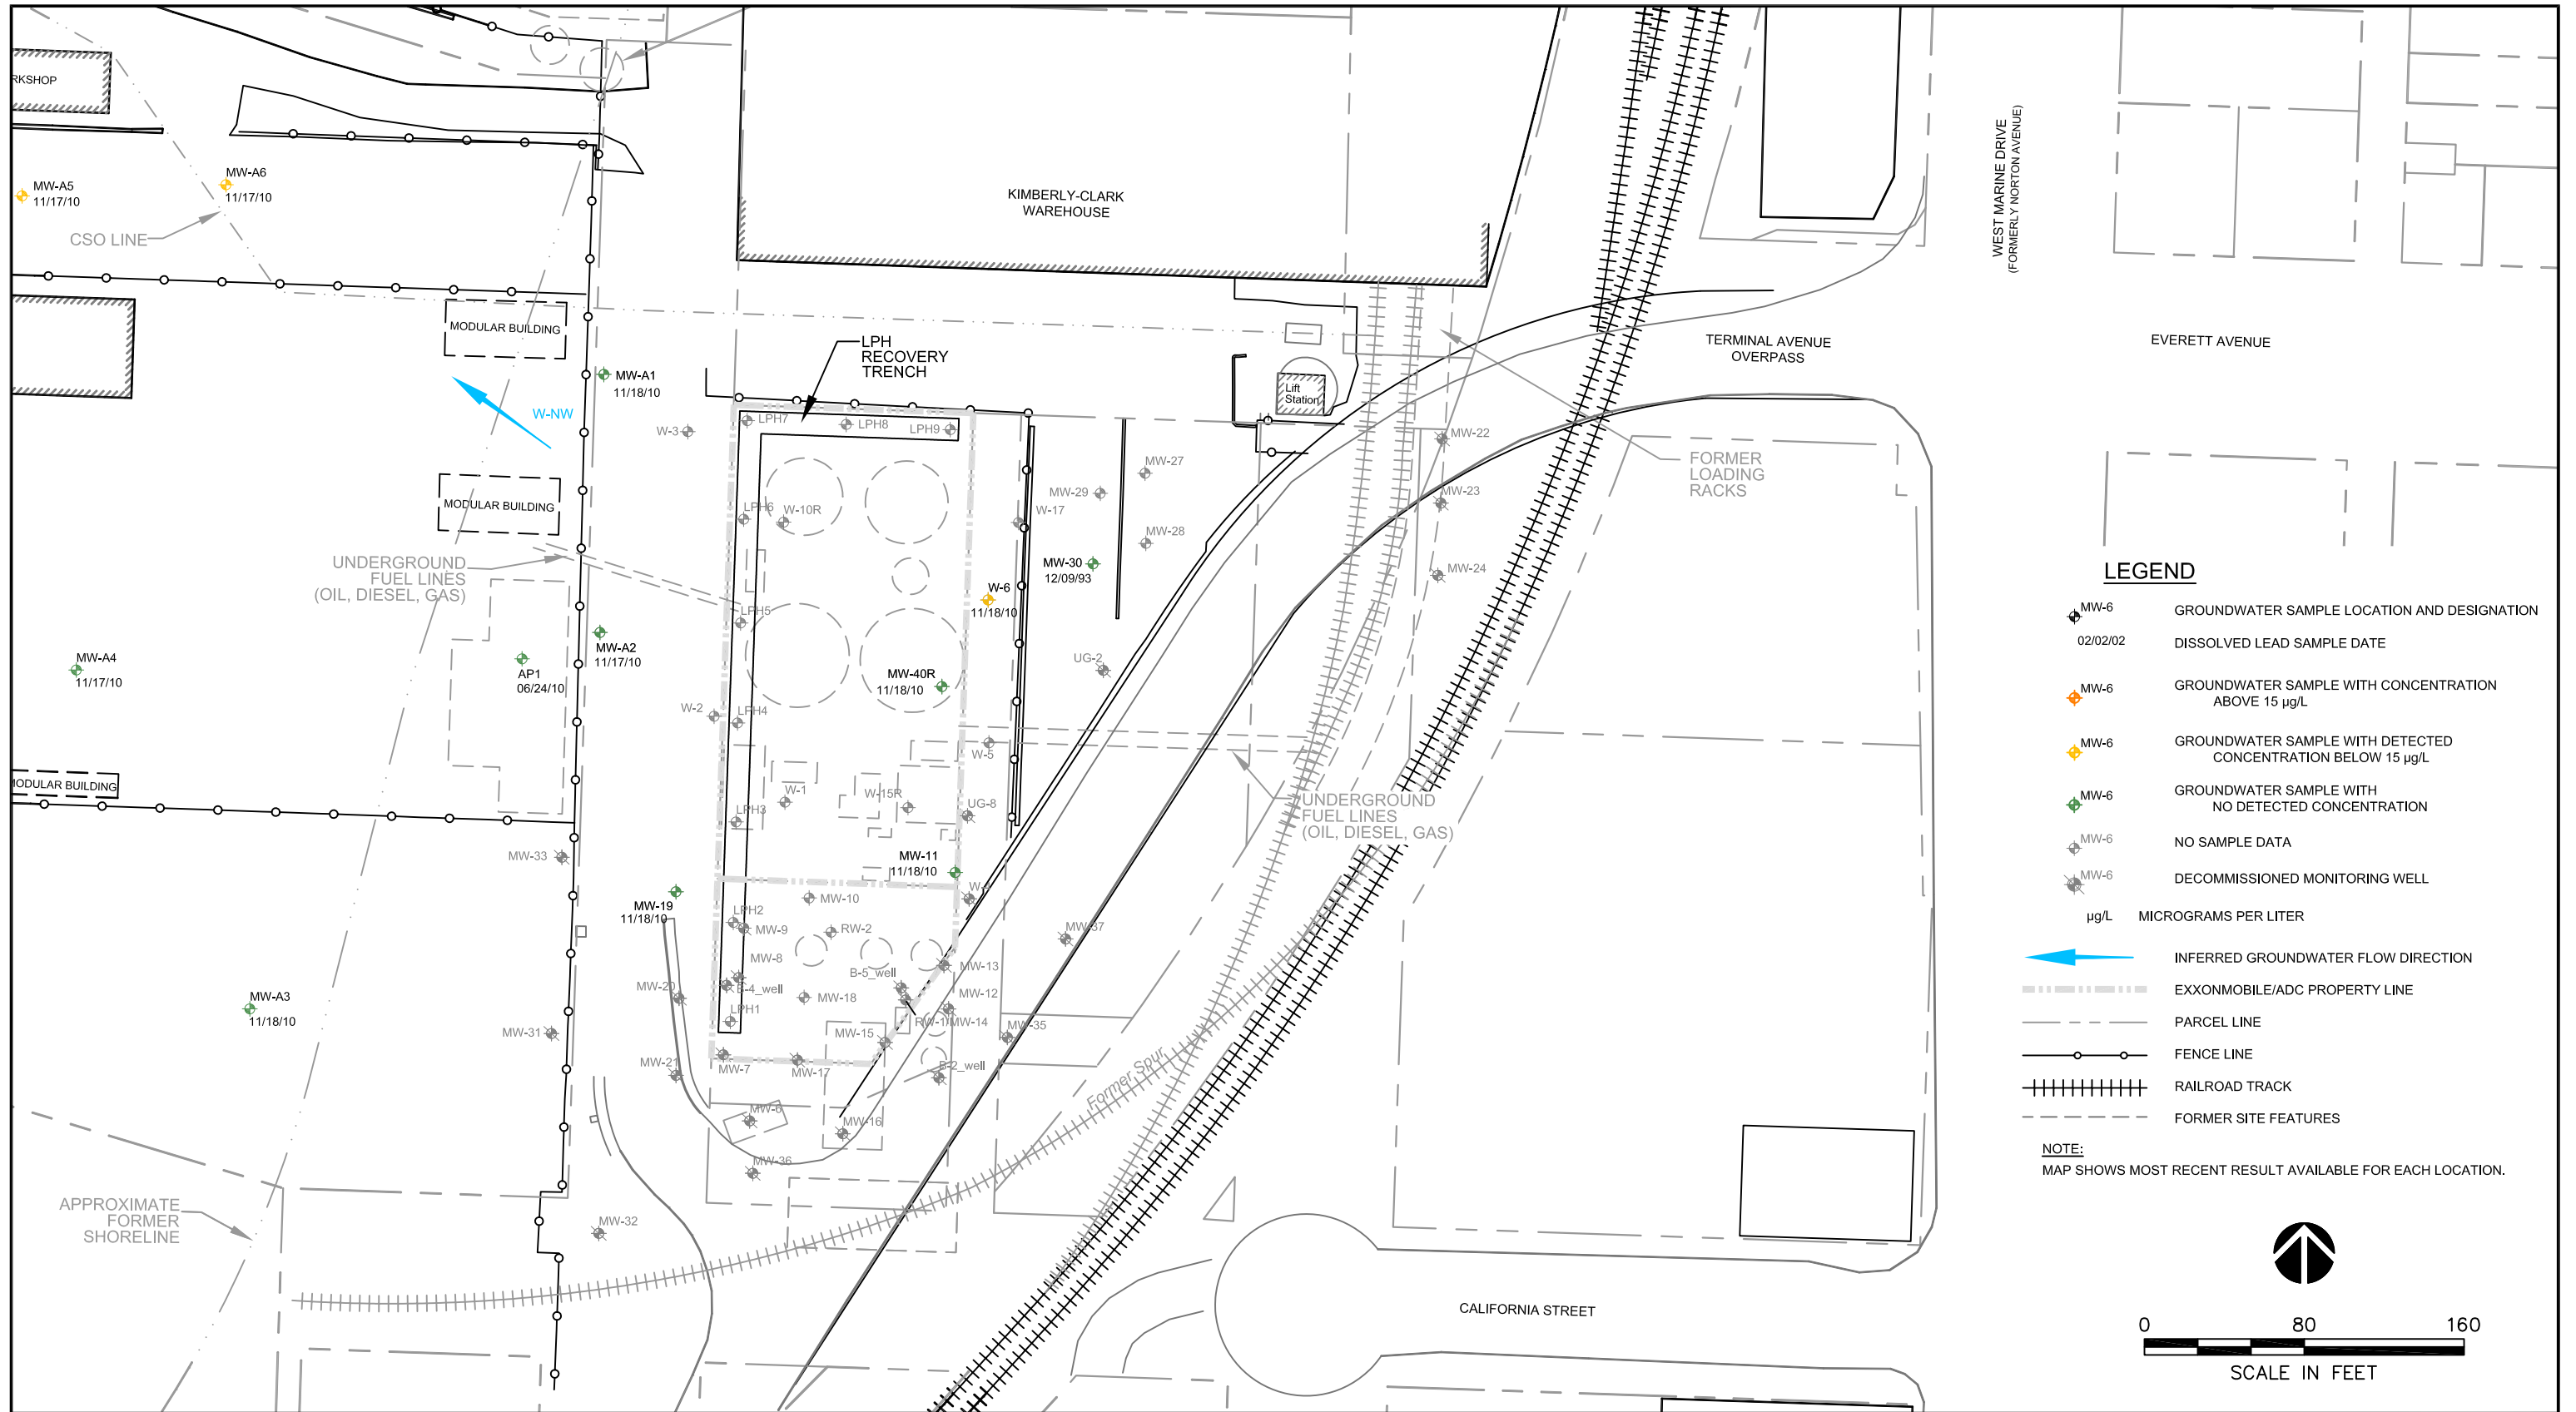 RKSHOP
MW-A5
11/17/10
MW-A6
11/17/10
CSO LINE
KIMBERLY-CLARK
WAREHOUSE
WEST MARINE DRIVE
(FORMERLY NORTON AVENUE)
MODULAR BUILDING
W-NW
MW-A1
11/18/10
LPH
RECOVERY
TRENCH
Lift
Station
TERMINAL AVENUE
OVERPASS
EVERETT AVENUE
W-3
LPH7
LPH8
LPH9
MW-22
MW-27
MW-29
MW-23
FORMER
LOADING
RACKS
MODULAR BUILDING
LPH6
W-10R
W-17
MW-28
UNDERGROUND
FUEL LINES
(OIL, DIESEL, GAS)
MW-30
12/09/93
MW-24
W-6
11/18/10
LPH5
MW-A4
11/17/10
AP1
06/24/10
MW-A2
11/17/10
MW-40R
11/18/10
UG-2
W-2
LPH4
W-5
MODULAR BUILDING
W-1
W-15R
UG-8
LPH3
UNDERGROUND
FUEL LINES
(OIL, DIESEL, GAS)
MW-33
MW-11
11/18/10
W-4
MW-19
11/18/10
MW-10
LPH2
MW-9
RW-2
MW-37
MW-8
B-5_well
MW-13
MW-20
B-4_well
MW-18
MW-12
MW-A3
11/18/10
LPH1
RW-1/MW-14
MW-31
MW-15
MW-35
MW-21
MW-7
MW-17
B-2_well
Former Spur
MW-6
MW-16
MW-36
APPROXIMATE
FORMER
SHORELINE
MW-32
CALIFORNIA STREET
LEGEND
MW-6 GROUNDWATER SAMPLE LOCATION AND DESIGNATION
02/02/02 DISSOLVED LEAD SAMPLE DATE
MW-6 GROUNDWATER SAMPLE WITH CONCENTRATION
ABOVE 15 µg/L
MW-6 GROUNDWATER SAMPLE WITH DETECTED
CONCENTRATION BELOW 15 µg/L
MW-6 GROUNDWATER SAMPLE WITH
NO DETECTED CONCENTRATION
MW-6 NO SAMPLE DATA
MW-6 DECOMMISSIONED MONITORING WELL
µg/L MICROGRAMS PER LITER
INFERRED GROUNDWATER FLOW DIRECTION
EXXONMOBILE/ADC PROPERTY LINE
PARCEL LINE
FENCE LINE
RAILROAD TRACK
FORMER SITE FEATURES
NOTE:
MAP SHOWS MOST RECENT RESULT AVAILABLE FOR EACH LOCATION.
0 80 160
SCALE IN FEET